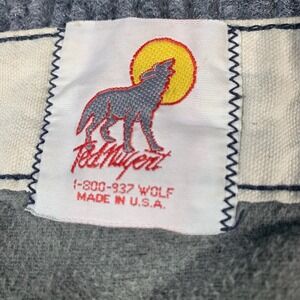 Ted Nugent
1-800-937 WOLF
MADE IN U.S.A.